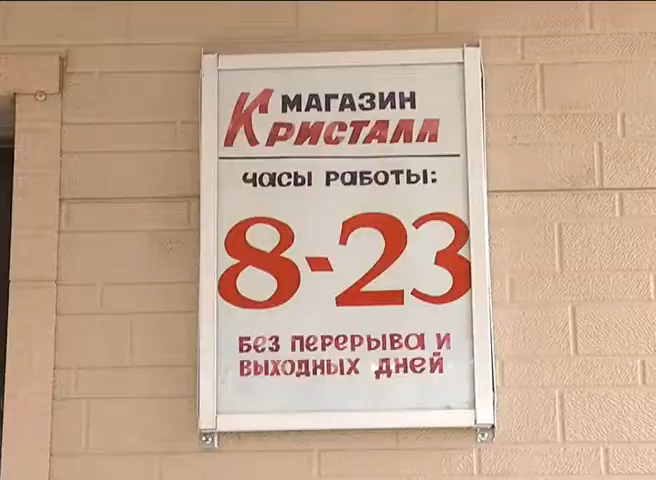 МАГАЗИН
КРИСТАЛЛ
ЧАСЫ РАБОТЫ:
8-23
БЕЗ ПЕРЕРЫВА И
ВЫХОДНЫХ ДНЕЙ